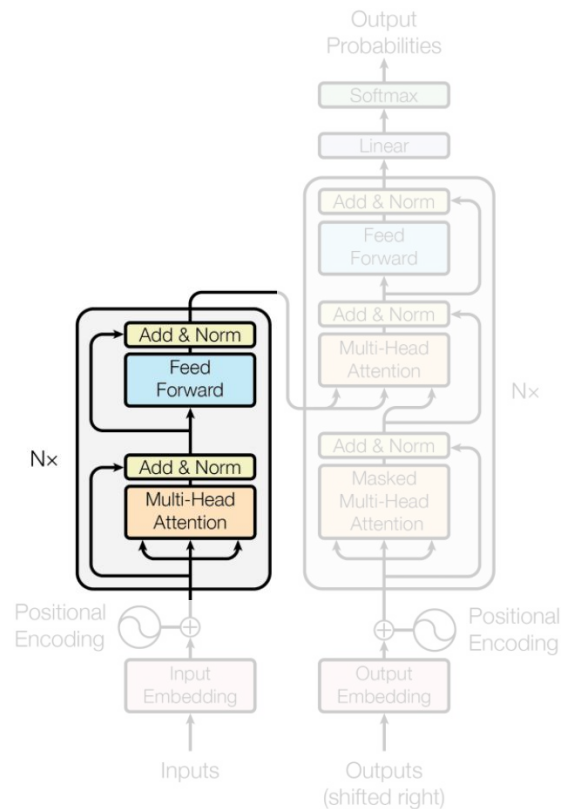 Output
Probabilities
Softmax
Linear
Add & Norm
Feed
Forward
Add & Norm
Multi-Head
Attention
Nx
Add & Norm
Masked
Multi-Head
Attention
Positional
Encoding
Output
Embedding
Outputs
(shifted right)
Add & Norm
Feed
Forward
Nx
Add & Norm
Multi-Head
Attention
Positional
Encoding
Input
Embedding
Inputs